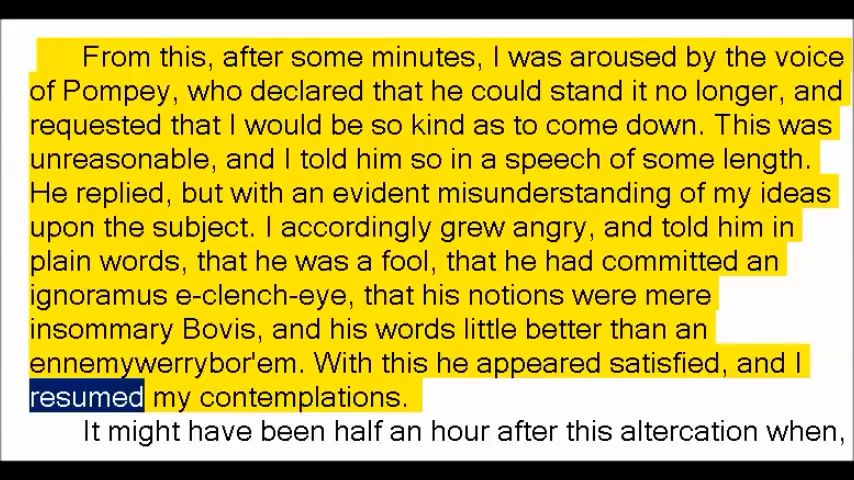 From this, after some minutes, I was aroused by the voice
of Pompey, who declared that he could stand it no longer, and
requested that I would be so kind as to come down. This was
unreasonable, and I told him so in a speech of some length.
He replied, but with an evident misunderstanding of my ideas
upon the subject. I accordingly grew angry, and told him in
plain words, that he was a fool, that he had committed an
ignoramus e-clench-eye, that his notions were mere
insommary Bovis, and his words little better than an
ennemywerrybor'em. With this he appeared satisfied, and I
resumed my contemplations.
It might have been half an hour after this altercation when,